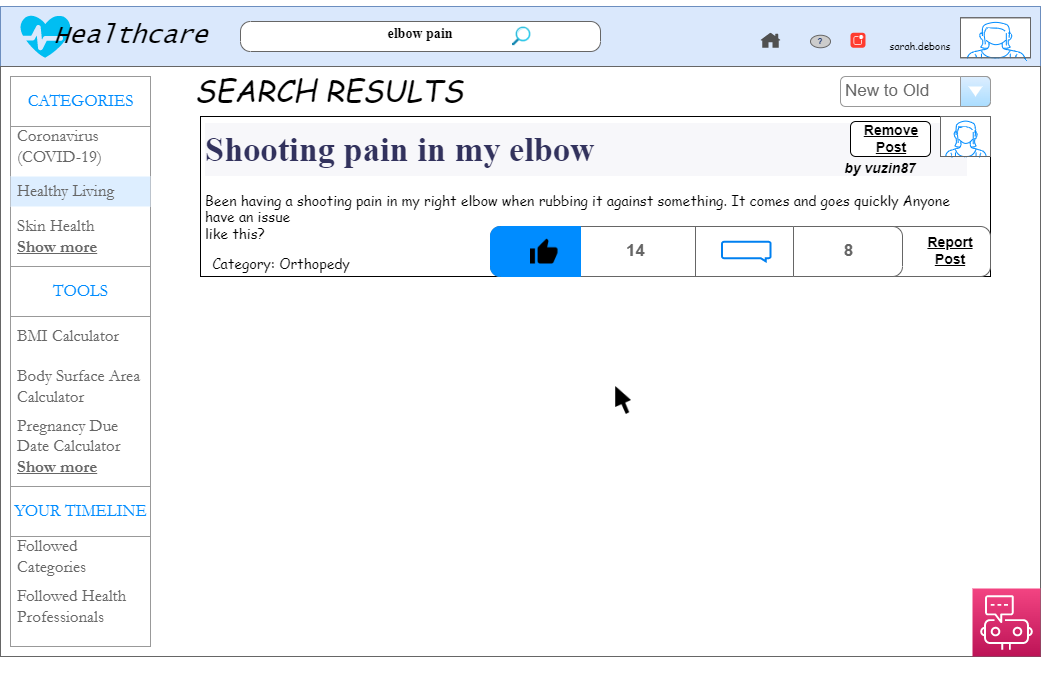 Healthcare
elbow pain
?
sarah.debons
CATEGORIES
Coronavirus
(COVID-19)
Healthy Living
Skin Health
Show more
TOOLS
BMI Calculator
Body Surface Area
Calculator
Pregnancy Due
Date Calculator
Show more
YOUR TIMELINE
Followed
Categories
Followed Health
Professionals
SEARCH RESULTS
New to Old
Shooting pain in my elbow
Remove
Post
by vuzin87
Been having a shooting pain in my right elbow when rubbing it against something. It comes and goes quickly Anyone
have an issue
like this?
Category: Orthopedy
14
8
Report
Post